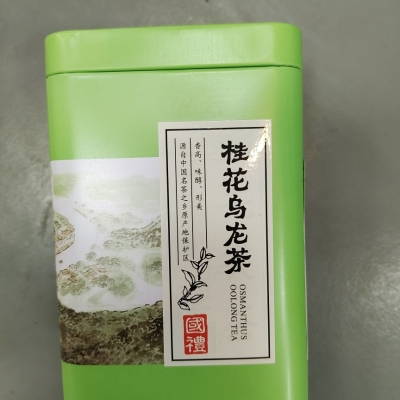 桂花乌龙茶
OSMANTHUS
OOLONG TEA
香高、味醇、形美
源自中国名茶之乡原产地保护区
國禮